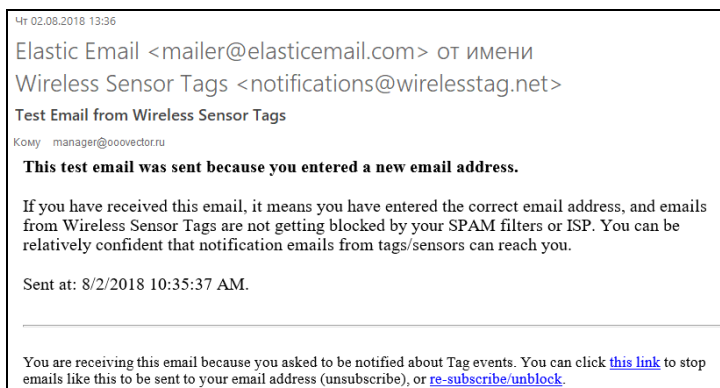 Чт 02.08.2018 13:36
Elastic Email <mailer@elasticemail.com> от имени
Wireless Sensor Tags <notifications@wirelesstag.net>
Test Email from Wireless Sensor Tags
Кому manager@ooovector.ru
This test email was sent because you entered a new email address.
If you have received this email, it means you have entered the correct email address, and emails
from Wireless Sensor Tags are not getting blocked by your SPAM filters or ISP. You can be
relatively confident that notification emails from tags/sensors can reach you.
Sent at: 8/2/2018 10:35:37 AM.
You are receiving this email because you asked to be notified about Tag events. You can click this link to stop
emails like this to be sent to your email address (unsubscribe), or re-subscribe/unblock.